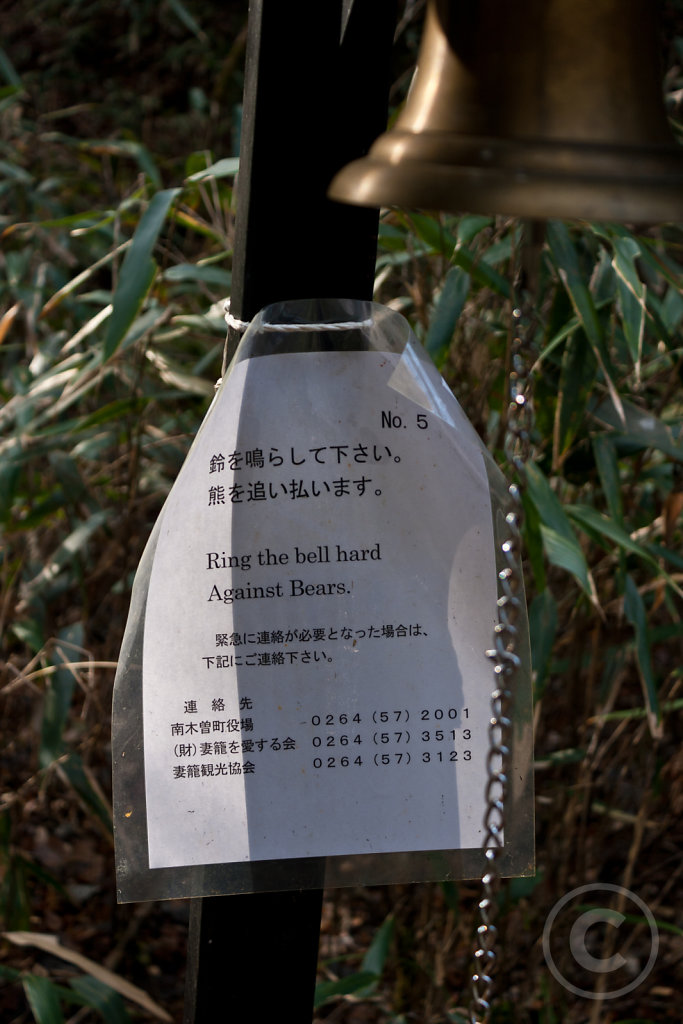 No. 5
鈴を鳴らして下さい。
熊を追い払います。
Ring the bell hard
Against Bears.
緊急に連絡が必要となった場合は、
下記にご連絡下さい。
連 絡 先
南木曽町役場 0264(57)2001
(財)妻籠を愛する会 0264(57)3513
妻籠観光協会 0264(57)3123
©